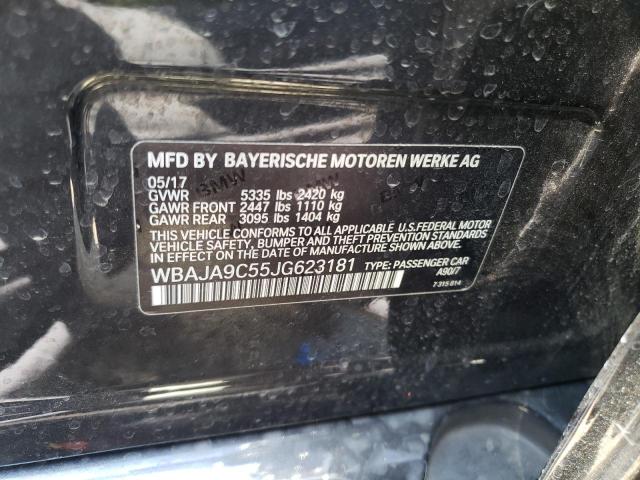 MFD BY BAYERISCHE MOTOREN WERKE AG
05/17
GVWR 5335 lbs 2420 kg
GAWR FRONT 2447 lbs 1110 kg
GAWR REAR 3095 lbs 1404 kg
THIS VEHICLE CONFORMS TO ALL APPLICABLE U.S.FEDERAL MOTOR
VEHICLE SAFETY, BUMPER AND THEFT PREVENTION STANDARDS
IN EFFECT ON THE DATE OF MANUFACTURE SHOWN ABOVE.
WBAJA9C55JG623181 TYPE: PASSENGER CAR
A90/7
7 315 614